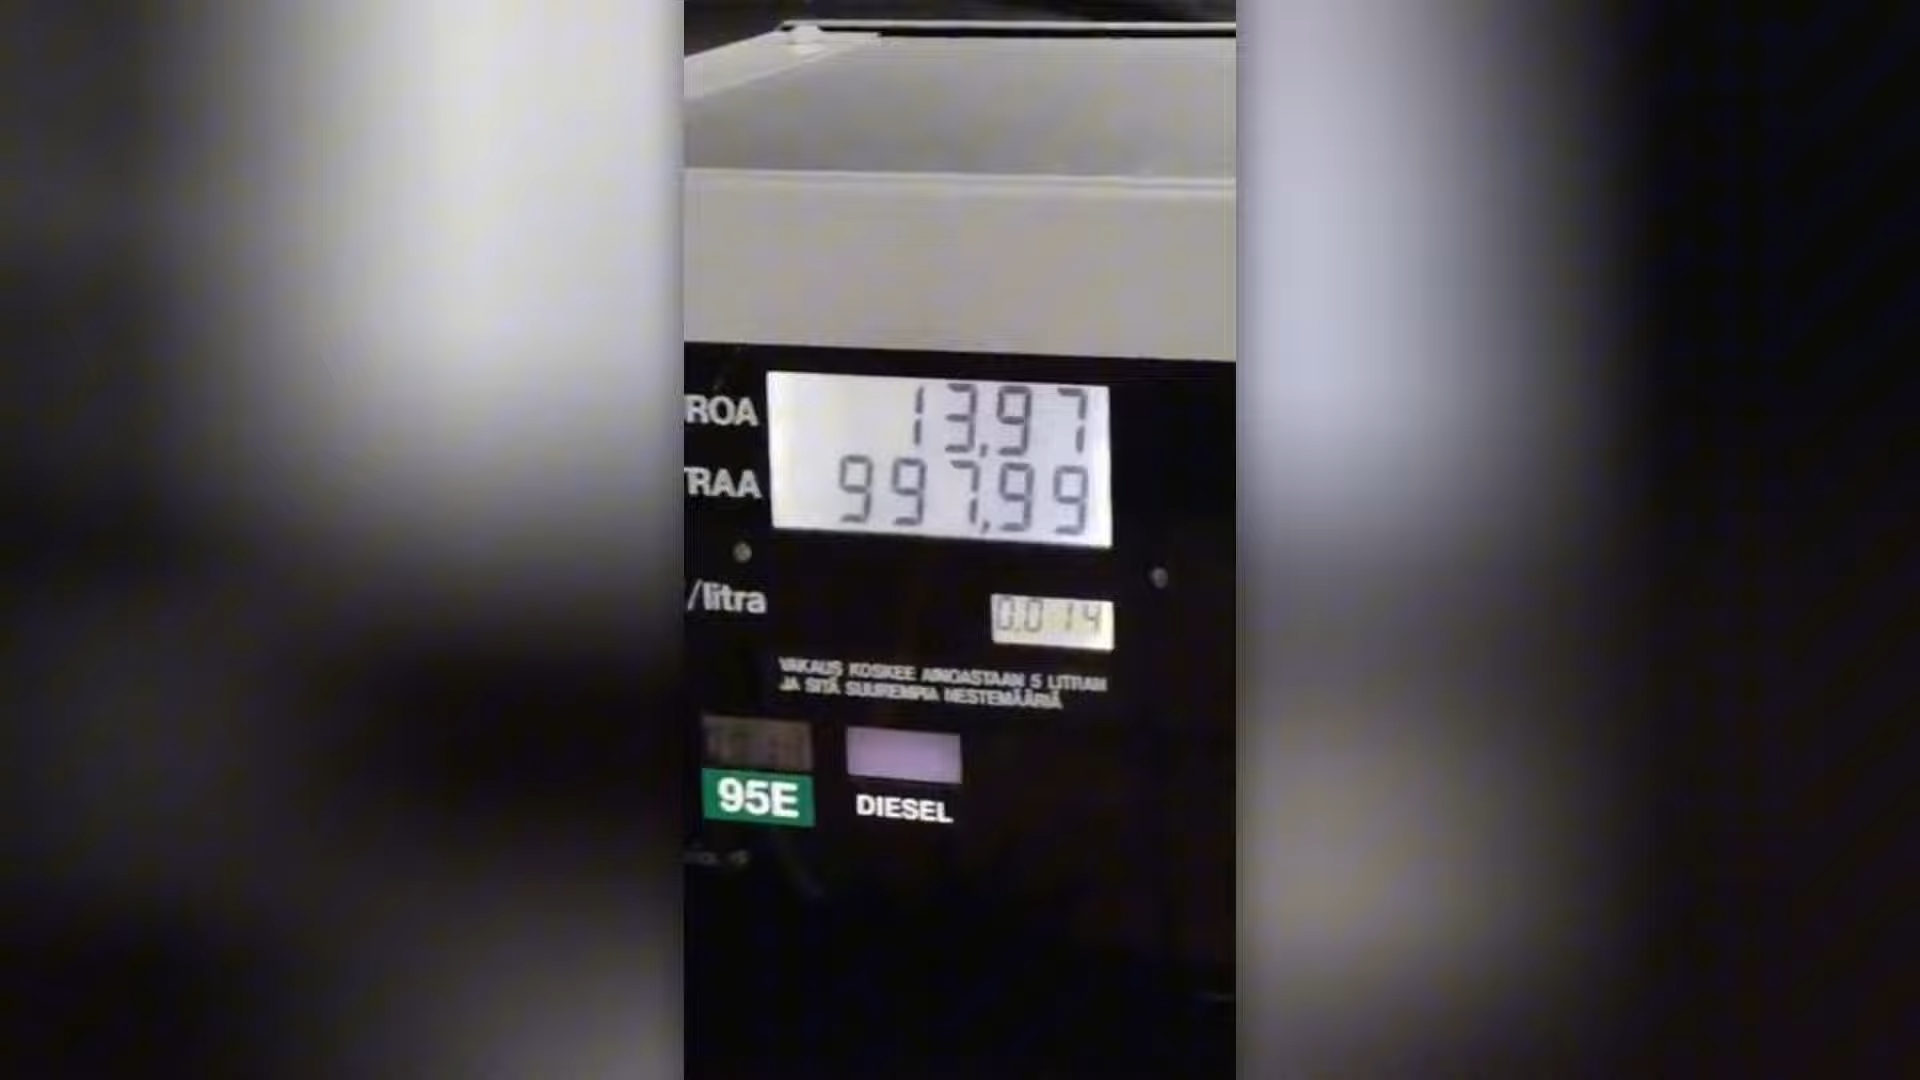 ROA 13,97
TRAA 997,99
/litra 0,014
VAKAUS KOSKEE AINOASTAAN 5 LITRAN
JA SITÄ SUUREMPIA NESTEMÄÄRIÄ
95E DIESEL